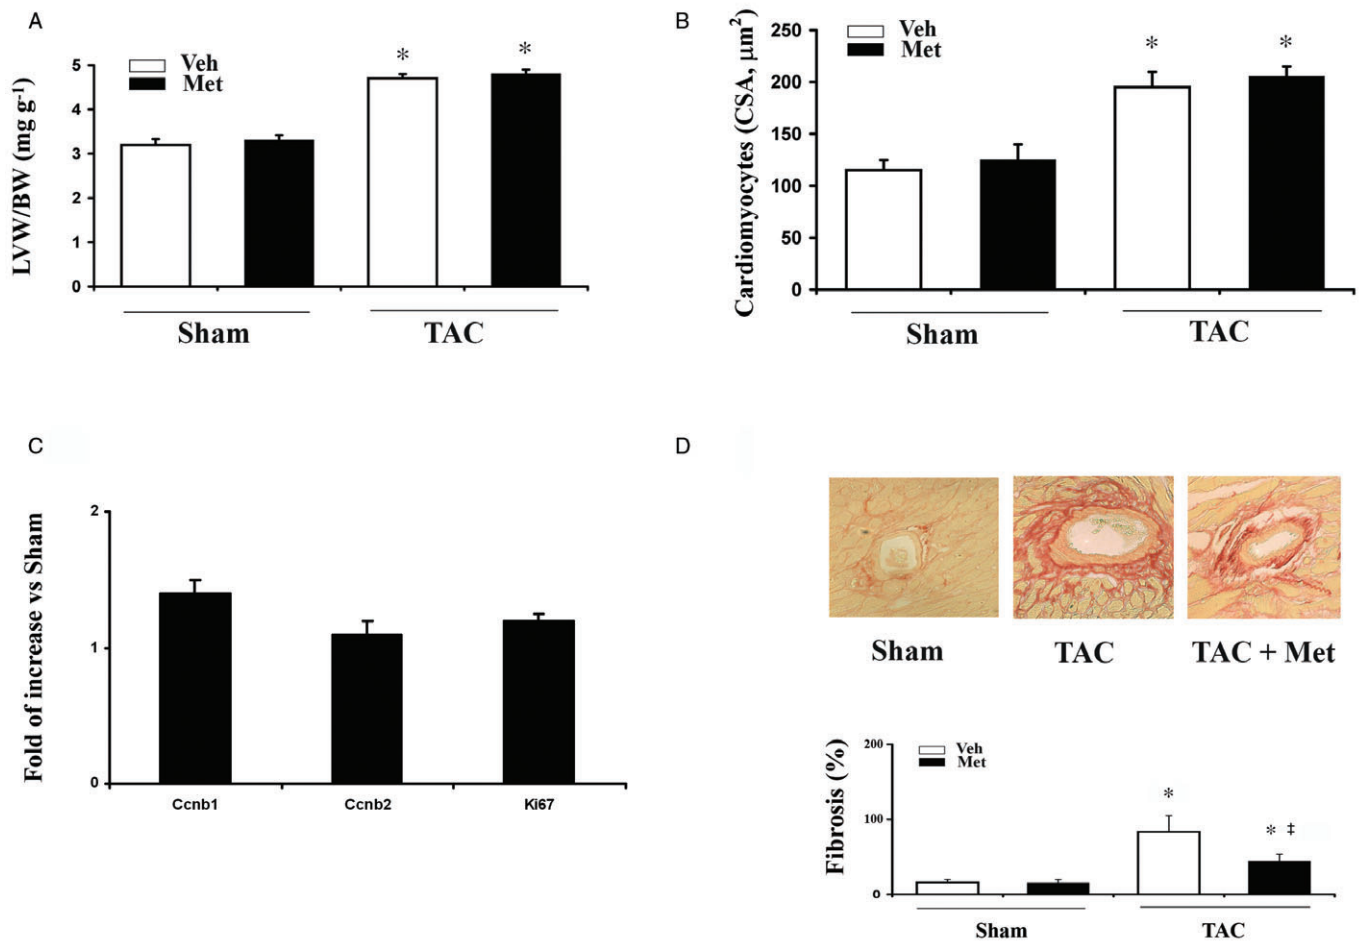 A
LVW/BW (mg g-1)
Veh
Met
5
4
3
2
1
0
* *
Sham TAC
B
Cardiomyocytes (CSA, μm2)
Veh
Met
250
200
150
100
50
0
* *
Sham TAC
C
Fold of increase vs Sham
2
1
0
Ccnb1 Ccnb2 Ki67
D
Sham TAC TAC + Met
Fibrosis (%)
Veh
Met
200
100
0
* * ‡
Sham TAC